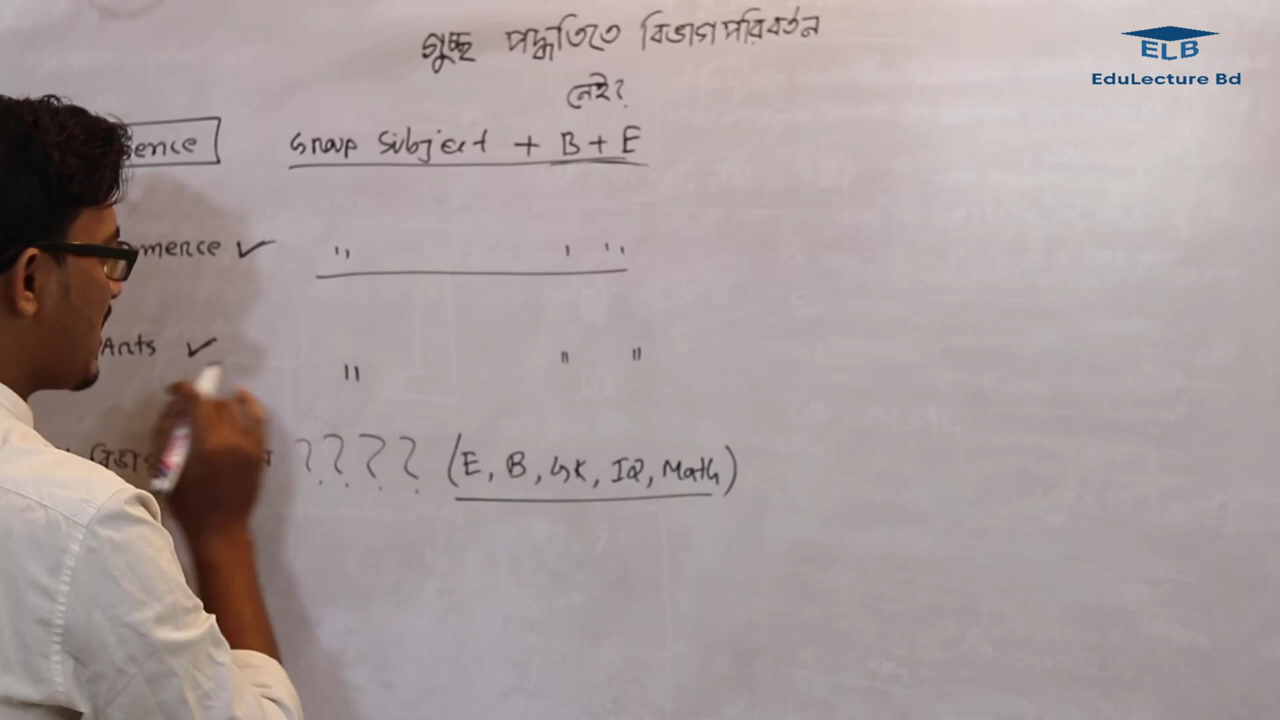 গুচ্ছ পদ্ধতিতে বিভাগ পরিবর্তন
নেই?
ELB
EduLecture Bd
ence Group Subject + B + E
merce ✓ " " "
Arts ✓ " " "
???? (E, B, GK, IQ, Math)